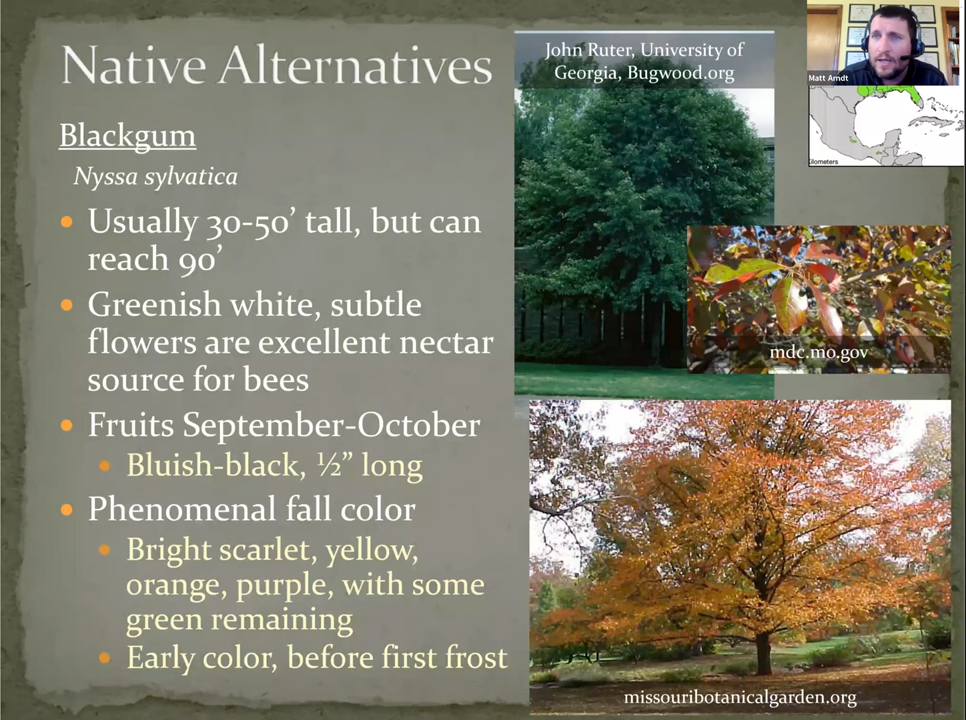 Native Alternatives
Blackgum
Nyssa sylvatica
Usually 30-50’ tall, but can
reach 90’
Greenish white, subtle
flowers are excellent nectar
source for bees
Fruits September-October
Bluish-black, ½” long
Phenomenal fall color
Bright scarlet, yellow,
orange, purple, with some
green remaining
Early color, before first frost
John Ruter, University of
Georgia, Bugwood.org
mdc.mo.gov
missouribotanicalgarden.org
Matt Arndt
ilometers